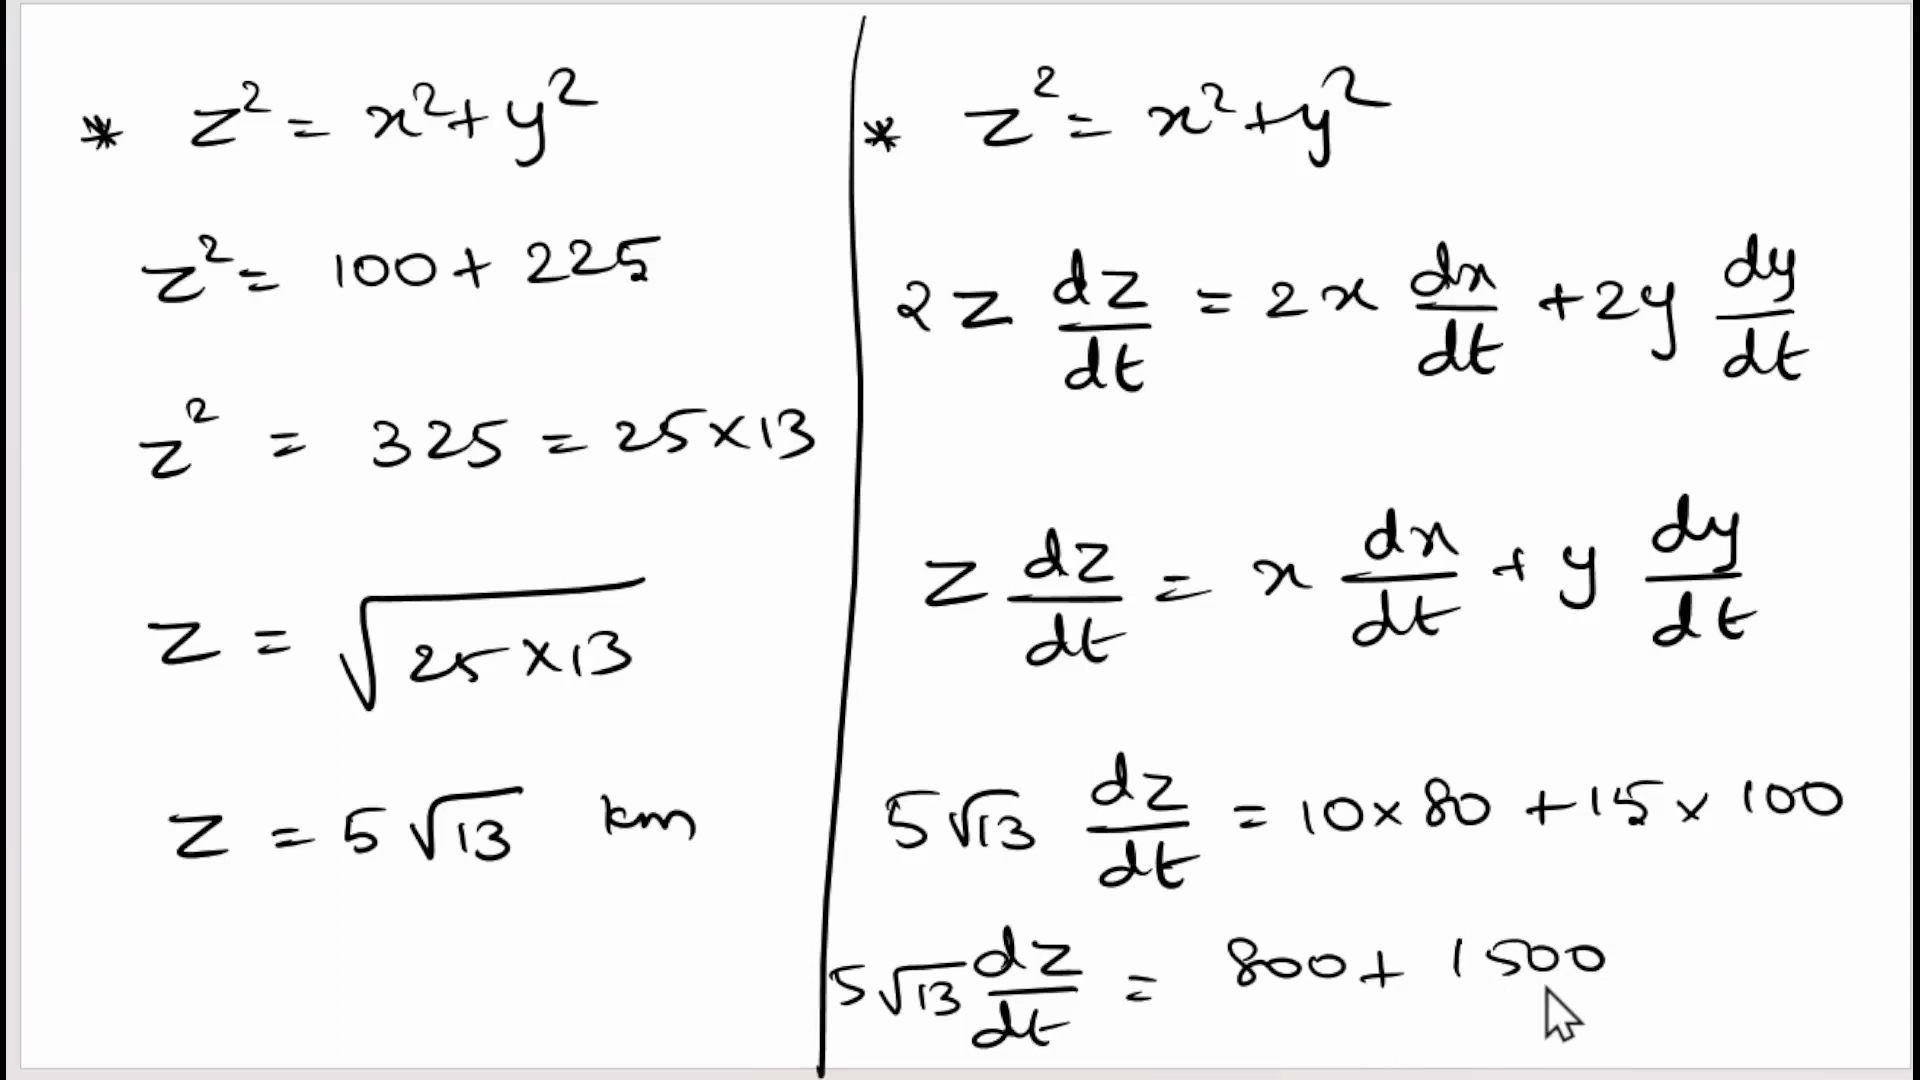 * z² = x² + y²
z² = 100 + 225
z² = 325 = 25 × 13
z = √(25 × 13)
z = 5√13 km
* z² = x² + y²
2z dz/dt = 2x dx/dt + 2y dy/dt
z dz/dt = x dx/dt + y dy/dt
5√13 dz/dt = 10 × 80 + 15 × 100
5√13 dz/dt = 800 + 1500